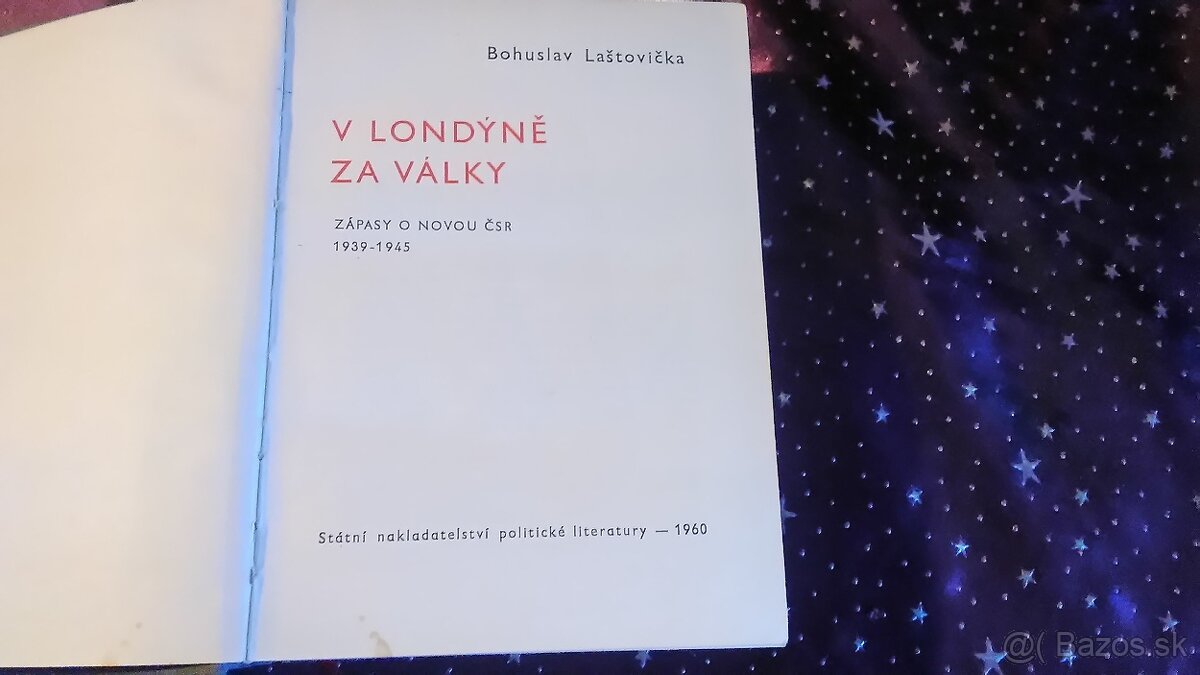 Bohuslav Laštovička
V LONDÝNĚ
ZA VÁLKY
ZÁPASY O NOVOU ČSR
1939-1945
Státní nakladatelství politické literatury — 1960
@( Bazos.sk